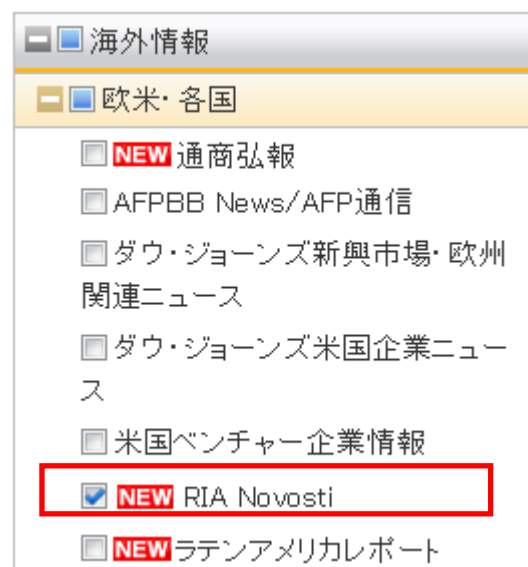 海外情報
欧米・各国
NEW 通商弘報
AFPBB News/AFP通信
ダウ・ジョーンズ新興市場・欧州
関連ニュース
ダウ・ジョーンズ米国企業ニュー
ス
米国ベンチャー企業情報
NEW RIA Novosti
NEW ラテンアメリカレポート